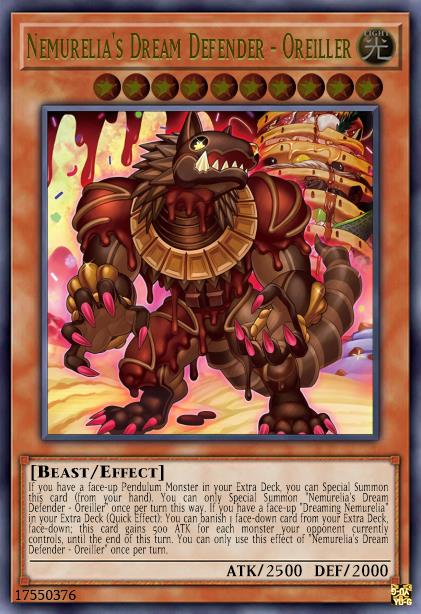 Nemurelia's Dream Defender - Oreiller
LIGHT
光
[Beast/Effect]
If you have a face-up Pendulum Monster in your Extra Deck, you can Special Summon
this card (from your hand). You can only Special Summon "Nemurelia's Dream
Defender - Oreiller" once per turn this way. If you have a face-up "Dreaming Nemurelia"
in your Extra Deck (Quick Effect): You can banish 1 face-down card from your Extra Deck,
face-down; this card gains 500 ATK for each monster your opponent currently
controls, until the end of this turn. You can only use this effect of "Nemurelia's Dream
Defender - Oreiller" once per turn.
ATK/2500 DEF/2000
17550376